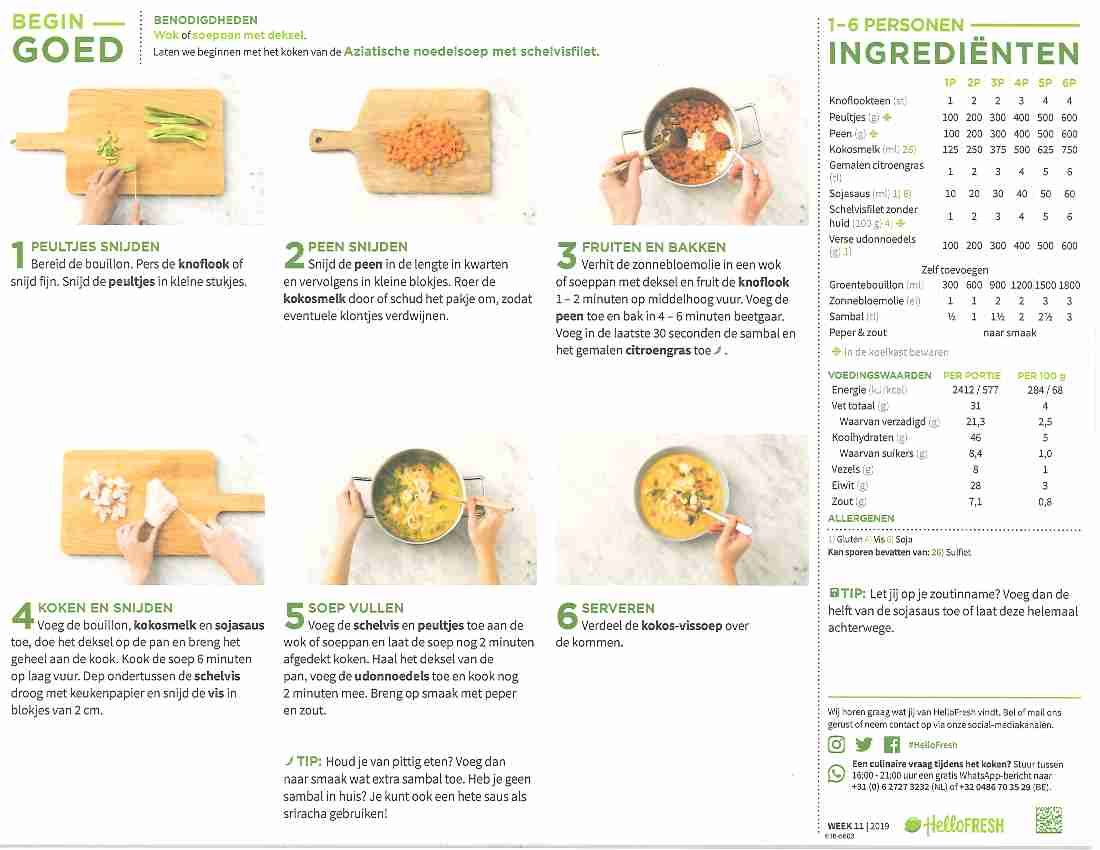 BEGIN
GOED
BENODIGDHEDEN
Wok of soeppan met deksel.
Laten we beginnen met het koken van de Aziatische noedelsoep met schelvisfilet.
1 PEULTJES SNIJDEN
Bereid de bouillon. Pers de knoflook of
snijd fijn. Snijd de peultjes in kleine stukjes.
2 PEEN SNIJDEN
Snijd de peen in de lengte in kwarten
en vervolgens in kleine blokjes. Roer de
kokosmelk door of schud het pakje om, zodat
eventuele klontjes verdwijnen.
3 FRUITEN EN BAKKEN
Verhit de zonnebloemolie in een wok
of soeppan met deksel en fruit de knoflook
1 – 2 minuten op middelhoog vuur. Voeg de
peen toe en bak in 4 – 6 minuten beetgaar.
Voeg in de laatste 30 seconden de sambal en
het gemalen citroengras toe.
4 KOKEN EN SNIJDEN
Voeg de bouillon, kokosmelk en sojasaus
toe, doe het deksel op de pan en breng het
geheel aan de kook. Kook de soep 6 minuten
op laag vuur. Dep ondertussen de schelvis
droog met keukenpapier en snijd de vis in
blokjes van 2 cm.
5 SOEP VULLEN
Voeg de schelvis en peultjes toe aan de
wok of soeppan en laat de soep nog 2 minuten
afgedekt koken. Haal het deksel van de
pan, voeg de udonnoedels toe en kook nog
2 minuten mee. Breng op smaak met peper
en zout.
TIP: Houd je van pittig eten? Voeg dan
naar smaak wat extra sambal toe. Heb je geen
sambal in huis? Je kunt ook een hete saus als
sriracha gebruiken!
6 SERVEREN
Verdeel de kokos-vissoep over
de kommen.
1–6 PERSONEN
INGREDIËNTEN
1P 2P 3P 4P 5P 6P
Knoflookteen (st) 1 2 2 3 4 4
Peultjes (g) 100 200 300 400 500 600
Peen (g) 100 200 300 400 500 600
Kokosmelk (ml) 26) 125 250 375 500 625 750
Gemalen citroengras
(tl) 1 2 3 4 5 6
Sojasaus (ml) 1) 6) 10 20 30 40 50 60
Schelvisfilet zonder
huid (100 g) 4) 1 2 3 4 5 6
Verse udonnoedels
(g) 1) 100 200 300 400 500 600
Zelf toevoegen
Groentebouillon (ml) 300 600 900 1200 1500 1800
Zonnebloemolie (el) 1 1 2 2 3 3
Sambal (tl) ½ 1 1½ 2 2½ 3
Peper & zout naar smaak
in de koelkast bewaren
VOEDINGSWAARDEN PER PORTIE PER 100 g
Energie (kJ/kcal) 2412 / 577 284 / 68
Vet totaal (g) 31 4
Waarvan verzadigd (g) 21,3 2,5
Koolhydraten (g) 46 5
Waarvan suikers (g) 8,4 1,0
Vezels (g) 8 1
Eiwit (g) 28 3
Zout (g) 7,1 0,8
ALLERGENEN
1) Gluten 4) Vis 6) Soja
Kan sporen bevatten van: 26) Sulfiet
TIP: Let jij op je zoutinname? Voeg dan de
helft van de sojasaus toe of laat deze helemaal
achterwege.
Wij horen graag wat jij van HelloFresh vindt. Bel of mail ons
gerust of neem contact op via onze social-mediakanalen.
#HelloFresh
Een culinaire vraag tijdens het koken? Stuur tussen
16:00 - 21:00 uur een gratis WhatsApp-bericht naar
+31 (0) 6 2727 3232 (NL) of +31 0486 70 35 29 (BE).
WEEK 11 | 2019
HelloFRESH